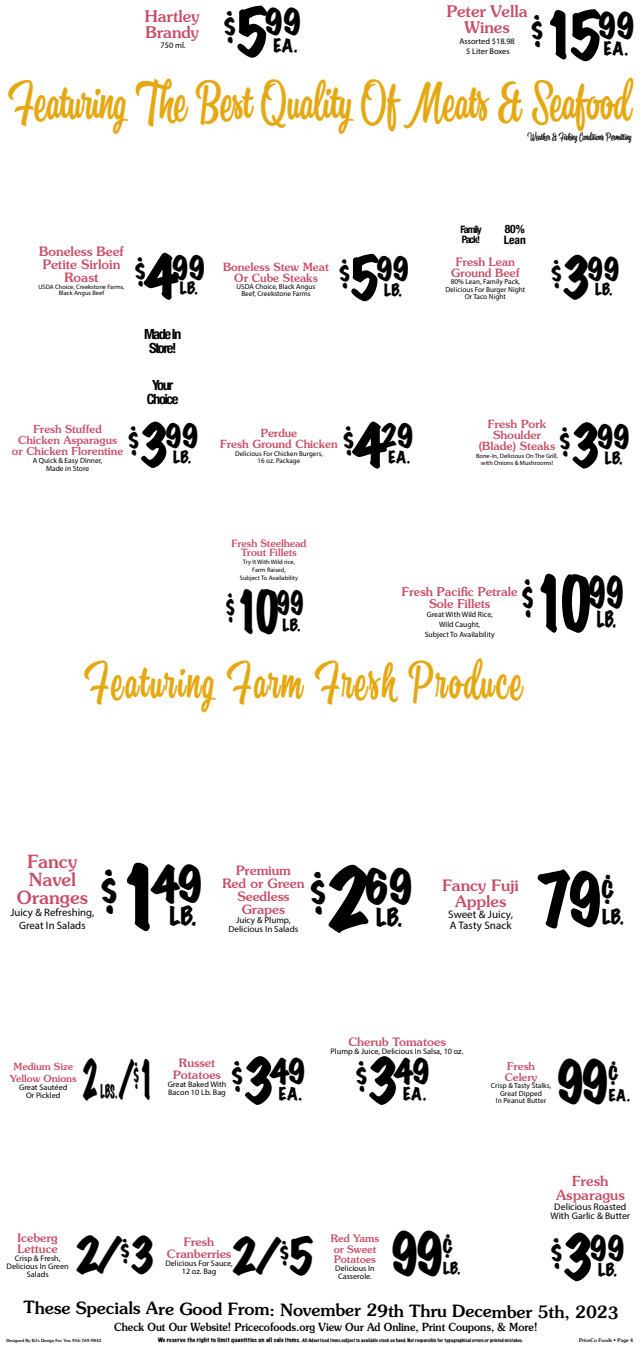 Hartley
Brandy
750 ml.
$5.99
EA.
Peter Vella
Wines
Assorted $18.98
5 Liter Boxes
$15.99
EA.
Featuring The Best Quality Of Meats & Seafood
Weather & Fishing Conditions Permitting
Boneless Beef
Petite Sirloin
Roast
USDA Choice, Creekstone Farms,
Black Angus Beef
$4.99
LB.
Boneless Stew Meat
Or Cube Steaks
USDA Choice, Black Angus
Beef, Creekstone Farms
$5.99
LB.
Family
Pack!
80%
Lean
Fresh Lean
Ground Beef
80% Lean, Family Pack,
Delicious For Burger Night
Or Taco Night
$3.99
LB.
Made In
Store!
Your
Choice
Fresh Stuffed
Chicken Asparagus
or Chicken Florentine
A Quick & Easy Dinner,
Made in Store
$3.99
LB.
Perdue
Fresh Ground Chicken
Delicious For Chicken Burgers,
16 oz. Package
$4.29
EA.
Fresh Pork
Shoulder
(Blade) Steaks
Bone-In, Delicious On The Grill,
with Onions & Mushrooms!
$3.99
LB.
Fresh Steelhead
Trout Fillets
Try It With Wild rice,
Farm Raised,
Subject To Availability
$10.99
LB.
Fresh Pacific Petrale
Sole Fillets
Great With Wild Rice,
Wild Caught,
Subject To Availability
$10.99
LB.
Featuring Farm Fresh Produce
Fancy
Navel
Oranges
Juicy & Refreshing,
Great In Salads
$1.49
LB.
Premium
Red or Green
Seedless
Grapes
Juicy & Plump,
Delicious In Salads
$2.69
LB.
Fancy Fuji
Apples
Sweet & Juicy,
A Tasty Snack
79¢
LB.
Medium Size
Yellow Onions
Great Sautéed
Or Pickled
2 LBS./$1
Russet
Potatoes
Great Baked With
Bacon 10 Lb. Bag
$3.49
EA.
Cherub Tomatoes
Plump & Juice, Delicious In Salsa, 10 oz.
$3.49
EA.
Fresh
Celery
Crisp & Tasty Stalks,
Great Dipped
In Peanut Butter
99¢
EA.
Iceberg
Lettuce
Crisp & Fresh,
Delicious In Green
Salads
2/$3
Fresh
Cranberries
Delicious For Sauce,
12 oz. Bag
2/$5
Red Yams
or Sweet
Potatoes
Delicious In
Casserole.
99¢
LB.
Fresh
Asparagus
Delicious Roasted
With Garlic & Butter
$3.99
LB.
These Specials Are Good From: November 29th Thru December 5th, 2023
Check Out Our Website! Pricecofoods.org View Our Ad Online, Print Coupons, & More!
Designed By BJ's Design For You 916-769-9842
We reserve the right to limit quantities on all sale items. All Advertised items subject to available stock on hand. Not responsible for typographical errors or printed mistakes.
PriceCo Foods • Page 4